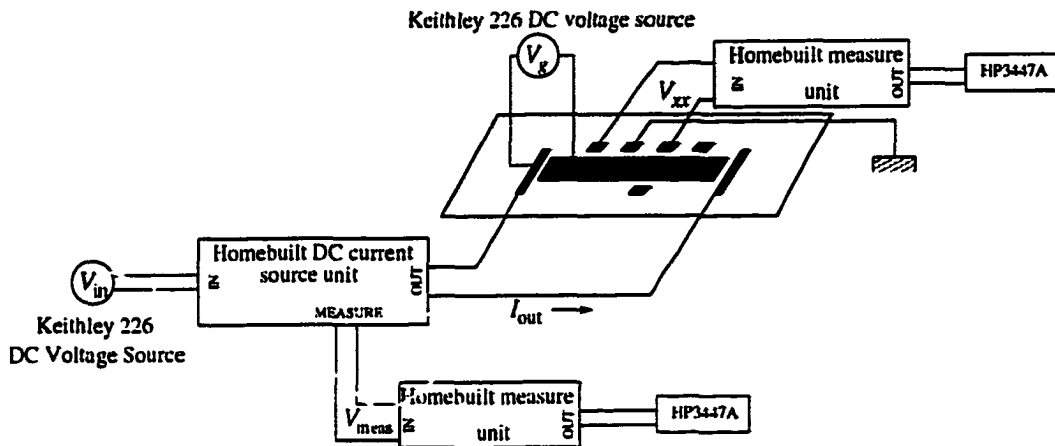 Keithley 226 DC voltage source
V_g
Homebuilt measure
unit
IN
OUT
HP3447A
V_xx
Homebuilt DC current
source unit
IN
OUT
MEASURE
V_in
Keithley 226
DC Voltage Source
I_out
V_meas
Homebuilt measure
unit
IN
OUT
HP3447A